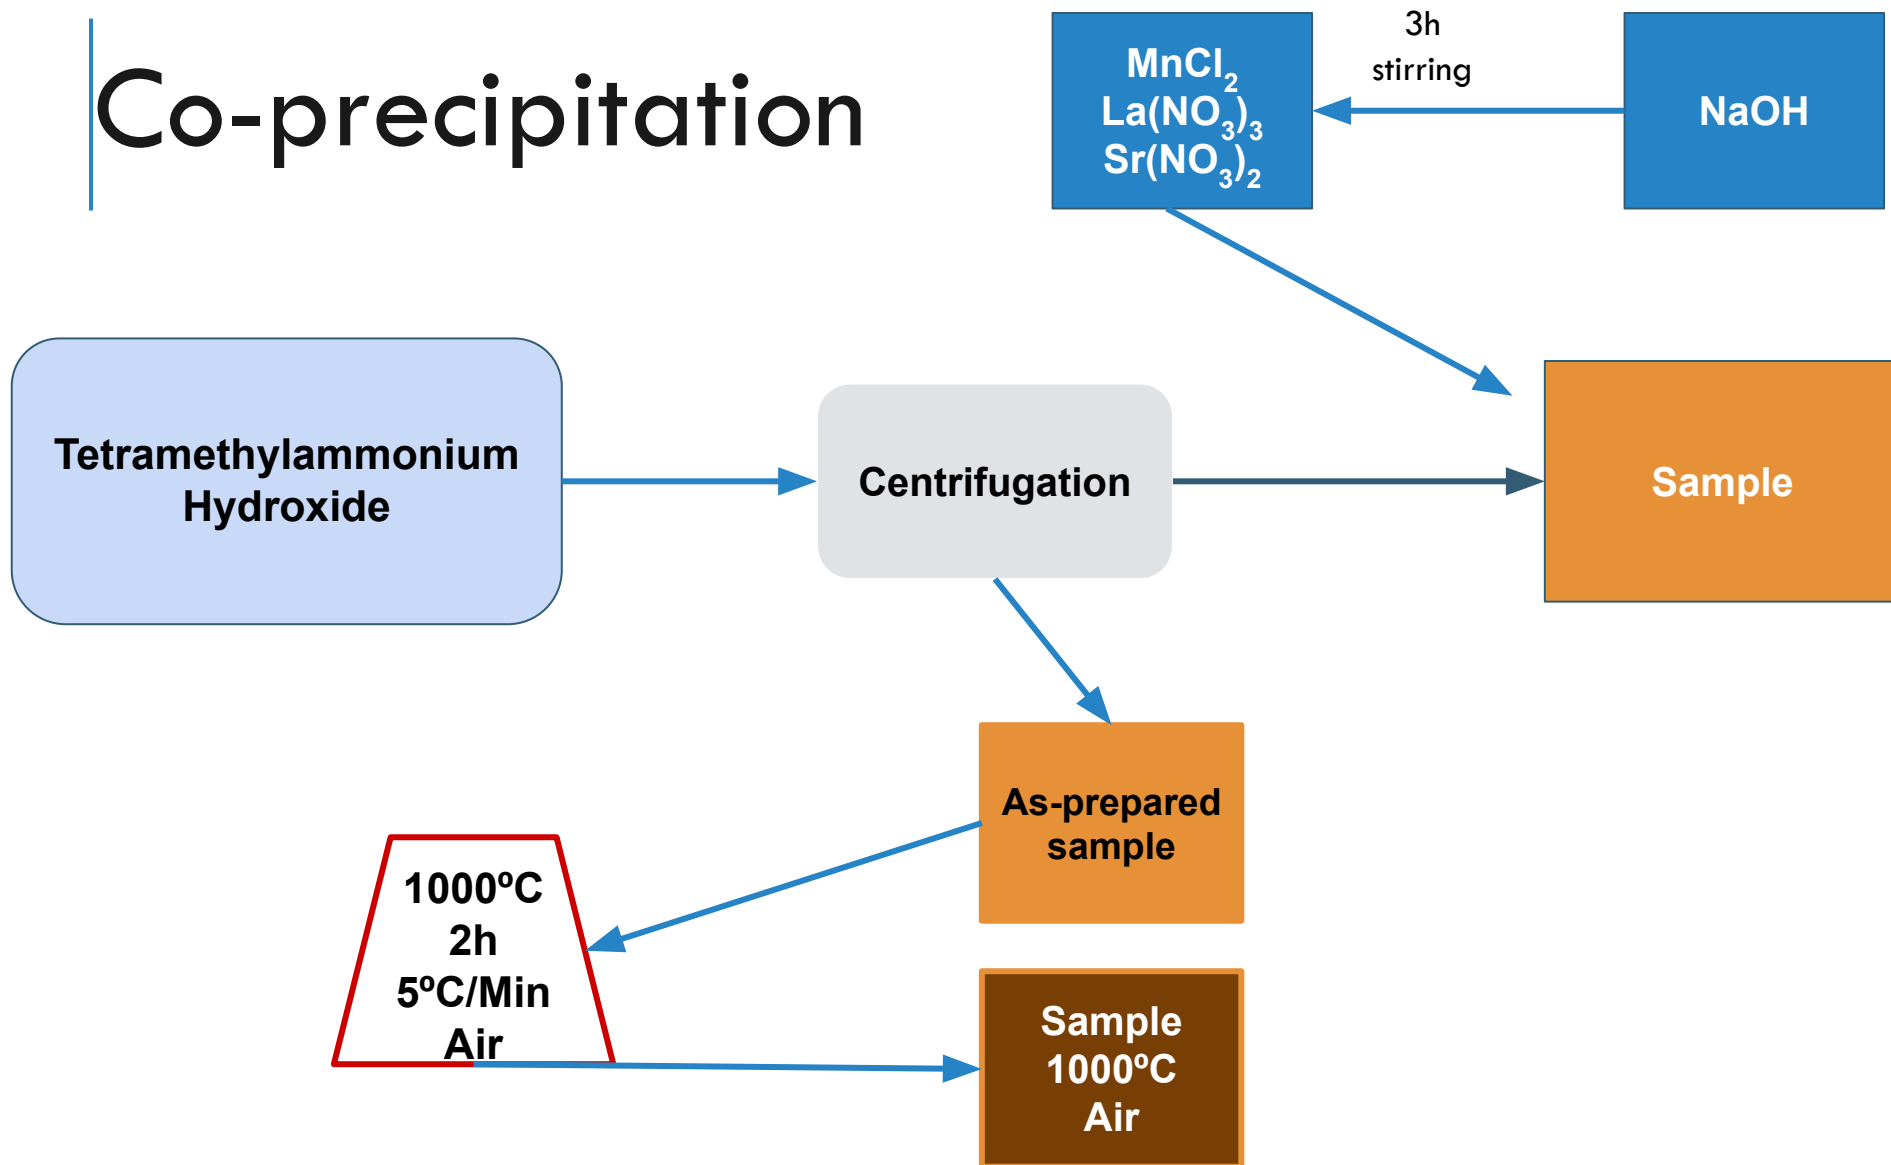 Co-precipitation
MnCl₂
La(NO₃)₃
Sr(NO₃)₂
3h
stirring
NaOH
Tetramethylammonium
Hydroxide
Centrifugation
Sample
As-prepared
sample
1000ºC
2h
5ºC/Min
Air
Sample
1000ºC
Air